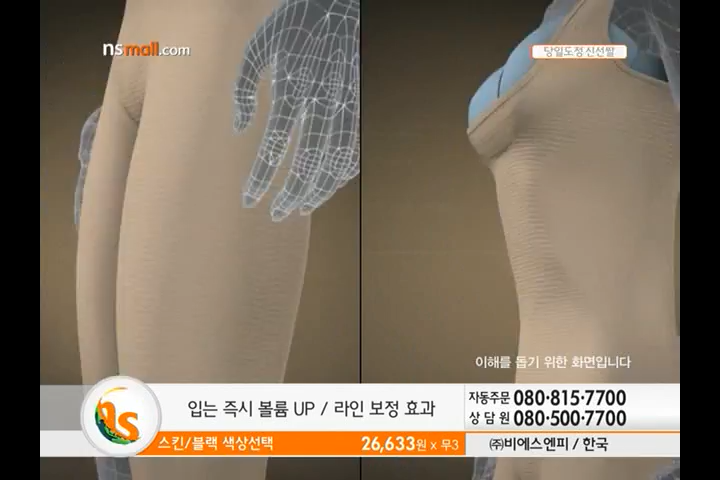 nsmall.com
당일도정 신선쌀
이해를 돕기 위한 화면입니다
ns
입는 즉시 볼륨 UP / 라인 보정 효과
자동주문 080·815·7700
상 담 원 080·500·7700
스킨/블랙 색상선택
26,633원 x 무3
㈜비에스엔피 / 한국